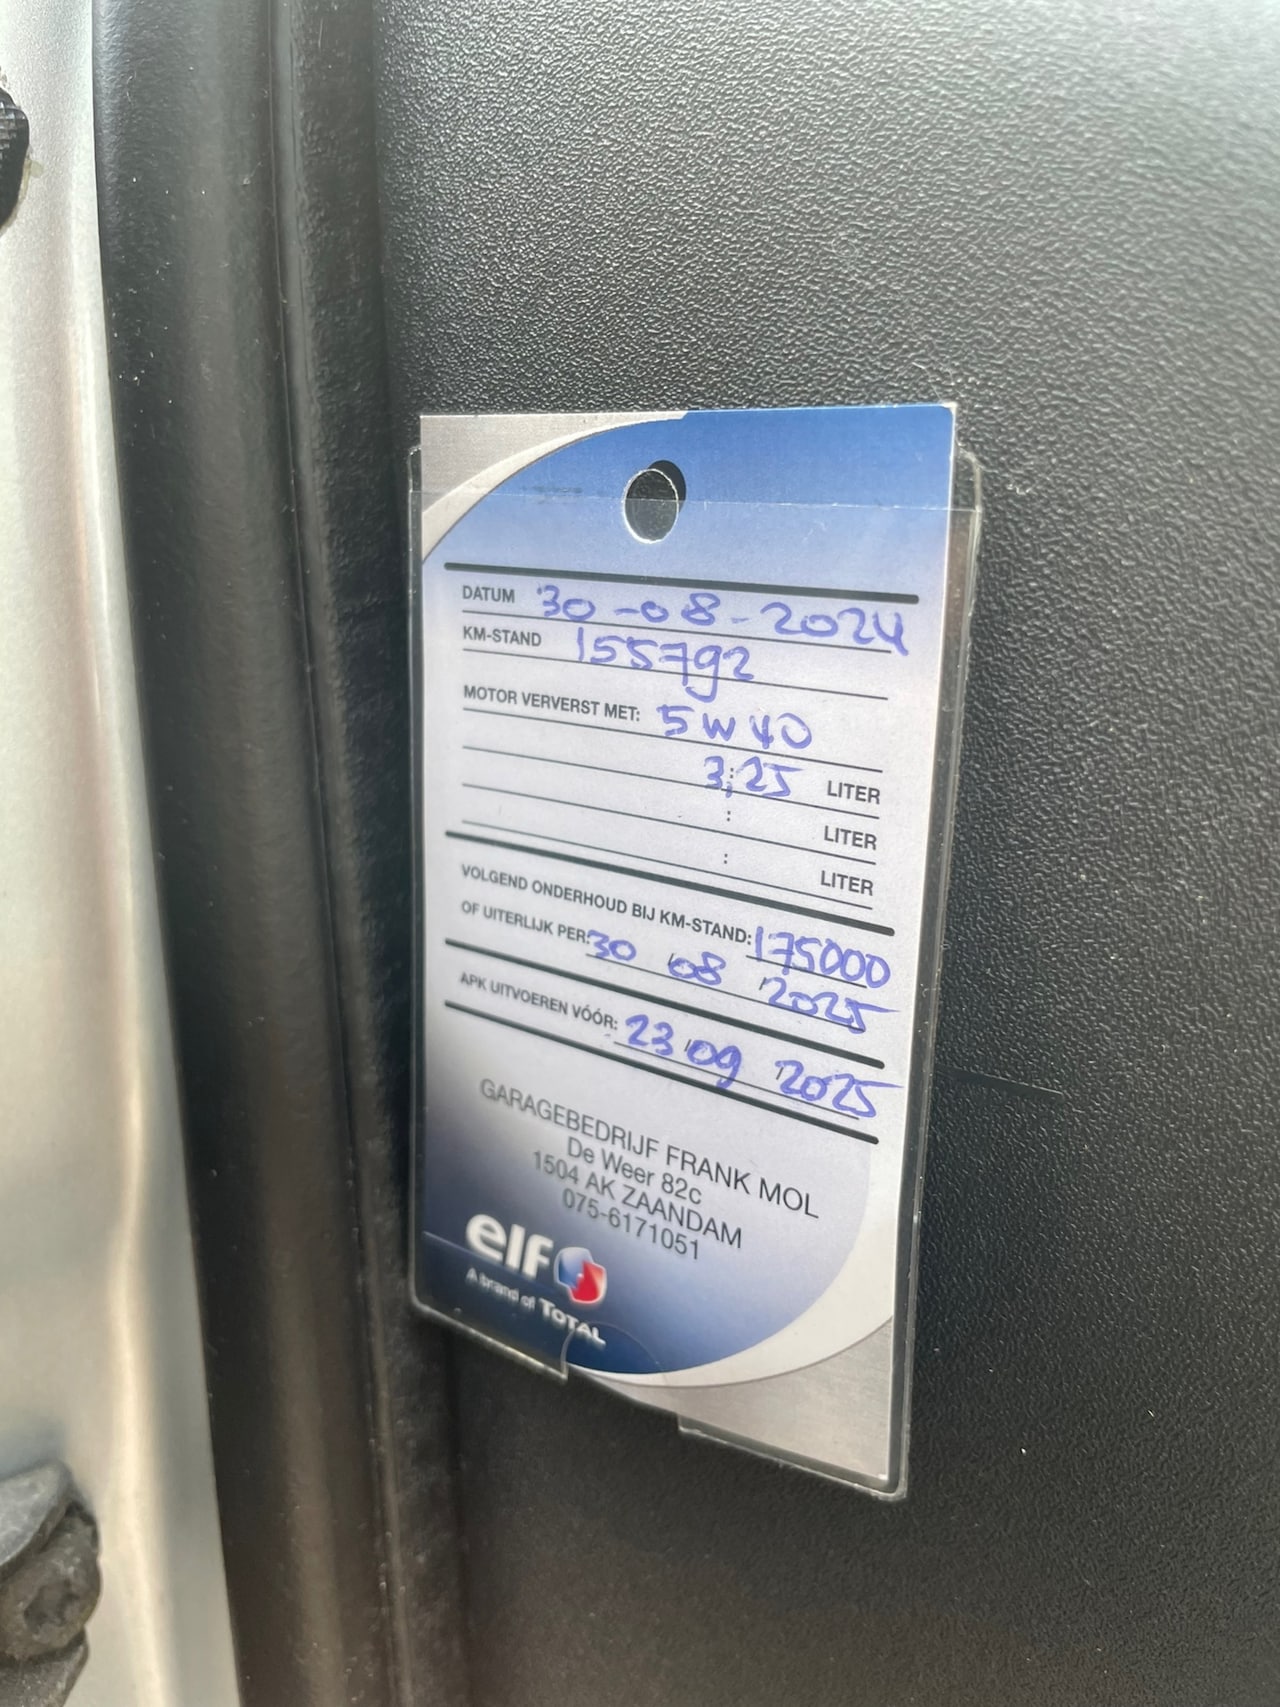 DATUM 30-08-2024
KM-STAND 155792
MOTOR VERVERST MET: 5W40
3,25 LITER
: LITER
: LITER
VOLGEND ONDERHOUD BIJ KM-STAND: 175000
OF UITERLIJK PER: 30 '08 '2025
APK UITVOEREN VÓÓR: 23 '09 '2025
GARAGEBEDRIJF FRANK MOL
De Weer 82c
1504 AK ZAANDAM
075-6171051
elf
A brand of TOTAL